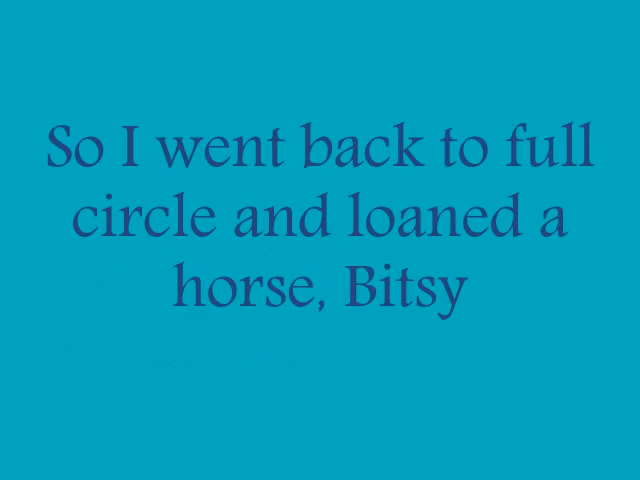 So I went back to full
circle and loaned a
horse, Bitsy